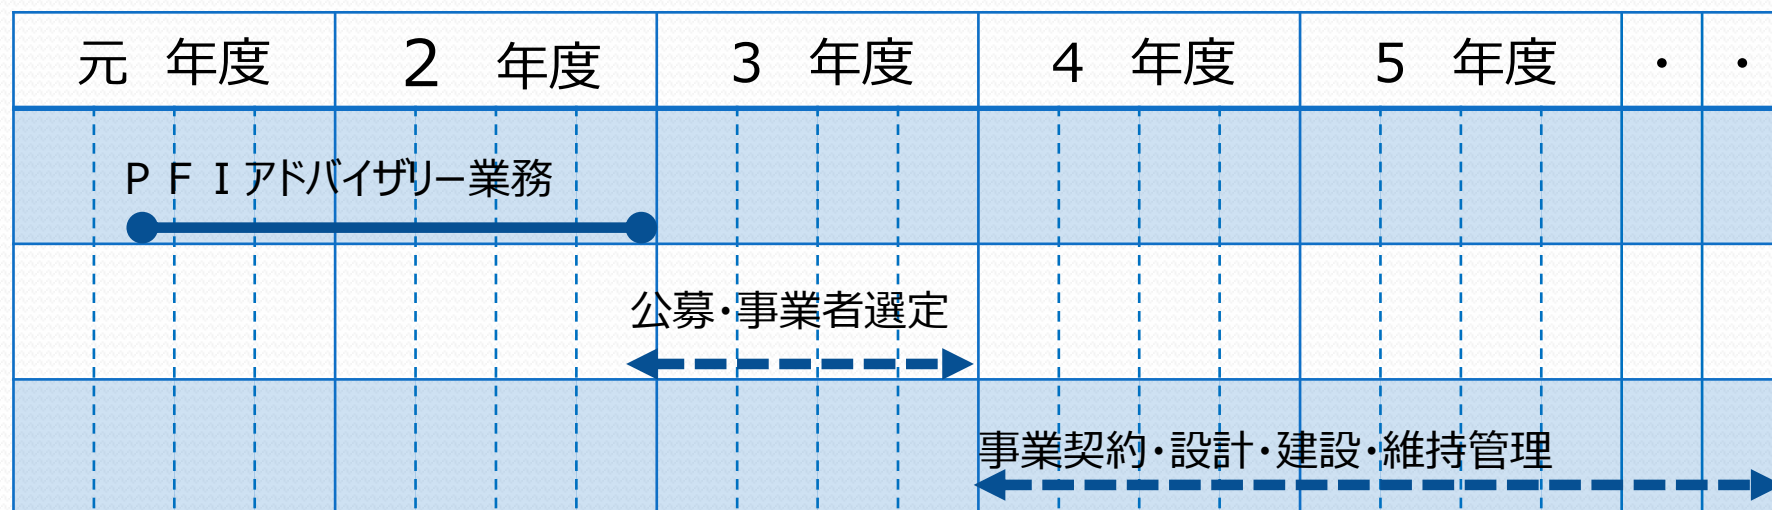 元 年度 2 年度 3 年度 4 年度 5 年度 ・ ・
ＰＦＩアドバイザリー業務
公募・事業者選定
事業契約・設計・建設・維持管理